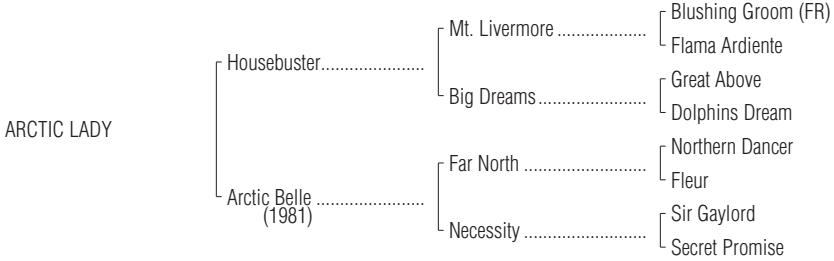 Blushing Groom (FR)
Mt. Livermore ........................
Flama Ardiente
Housebuster......................
Great Above
Big Dreams.............................
Dolphins Dream
ARCTIC LADY
Northern Dancer
Far North ................................
Fleur
Arctic Belle .......................
(1981)
Sir Gaylord
Necessity ................................
Secret Promise